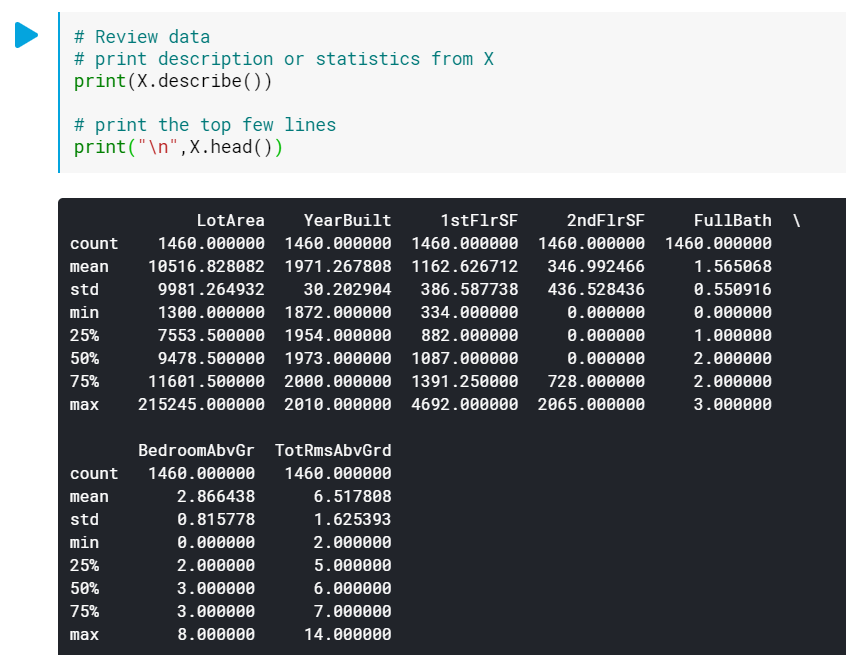 # Review data
# print description or statistics from X
print(X.describe())
# print the top few lines
print("\n",X.head())
LotArea YearBuilt 1stFlrSF 2ndFlrSF FullBath \
count 1460.000000 1460.000000 1460.000000 1460.000000 1460.000000
mean 10516.828082 1971.267808 1162.626712 346.992466 1.565068
std 9981.264932 30.202904 386.587738 436.528436 0.550916
min 1300.000000 1872.000000 334.000000 0.000000 0.000000
25% 7553.500000 1954.000000 882.000000 0.000000 1.000000
50% 9478.500000 1973.000000 1087.000000 0.000000 2.000000
75% 11601.500000 2000.000000 1391.250000 728.000000 2.000000
max 215245.000000 2010.000000 4692.000000 2065.000000 3.000000
BedroomAbvGr TotRmsAbvGrd
count 1460.000000 1460.000000
mean 2.866438 6.517808
std 0.815778 1.625393
min 0.000000 2.000000
25% 2.000000 5.000000
50% 3.000000 6.000000
75% 3.000000 7.000000
max 8.000000 14.000000